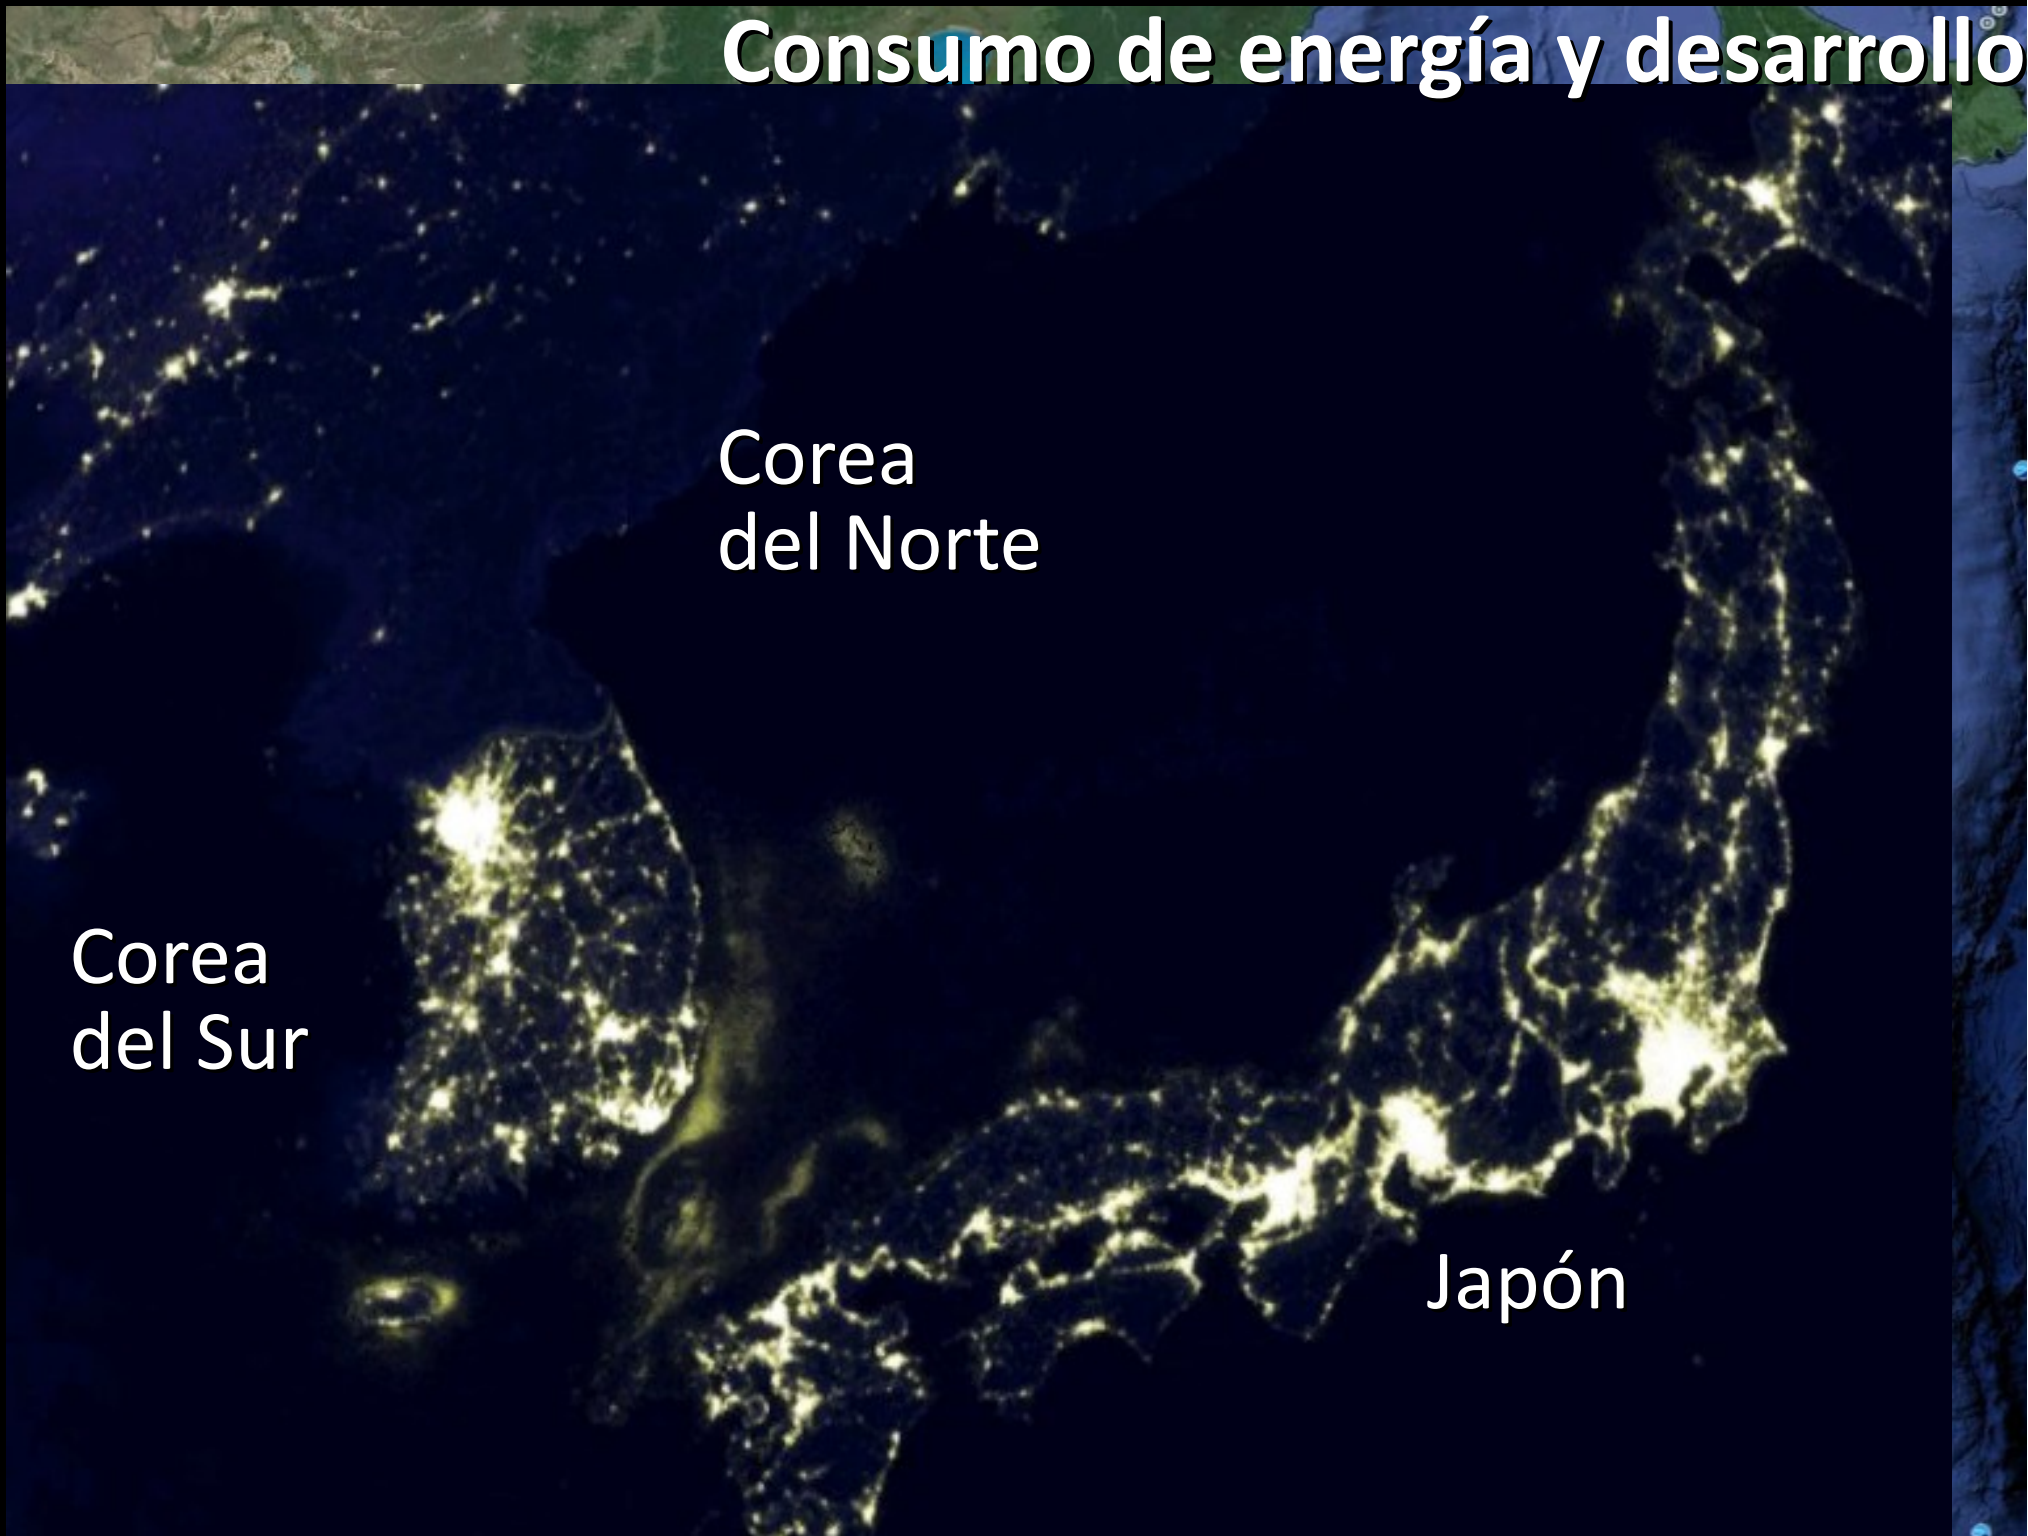 Consumo de energía y desarrollo
Corea
del Norte
Corea
del Sur
Japón